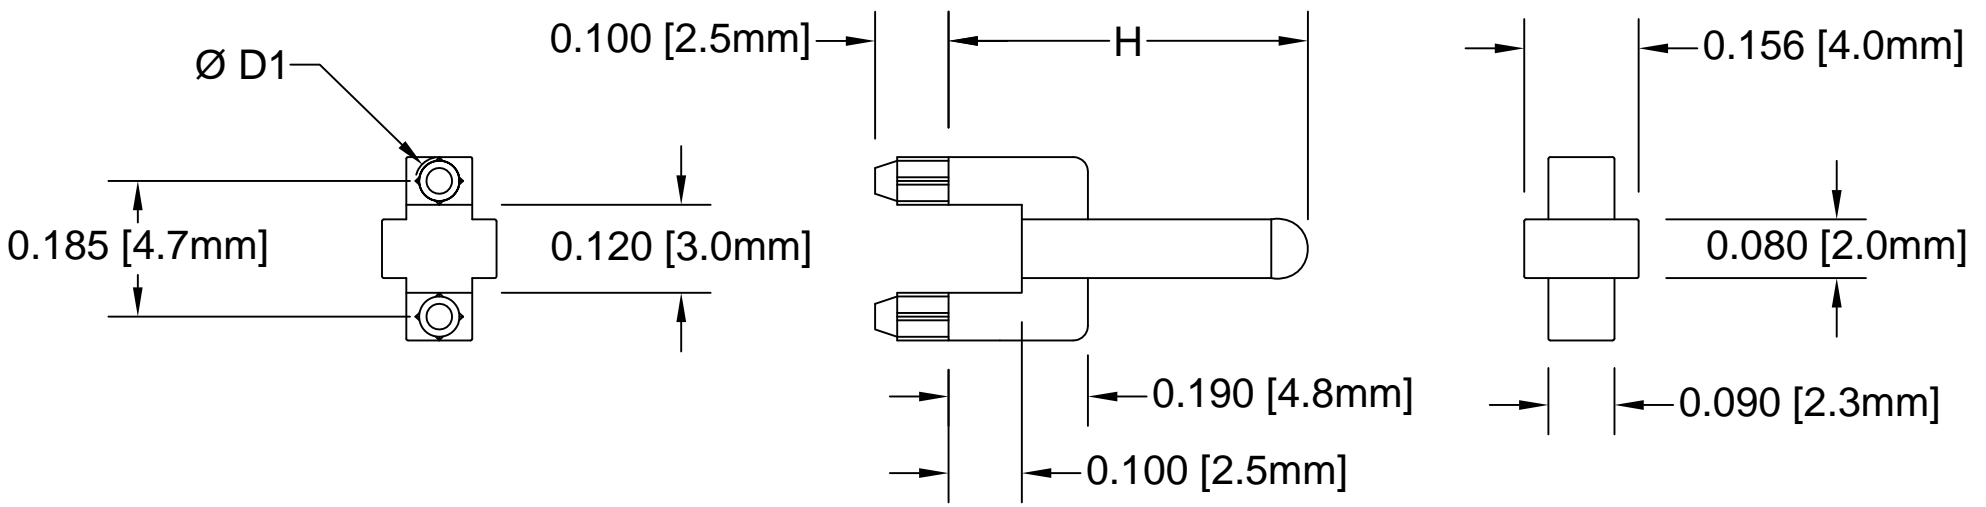 0.100 [2.5mm]
H
0.156 [4.0mm]
Ø D1
0.185 [4.7mm]
0.120 [3.0mm]
0.080 [2.0mm]
0.190 [4.8mm]
0.090 [2.3mm]
0.100 [2.5mm]